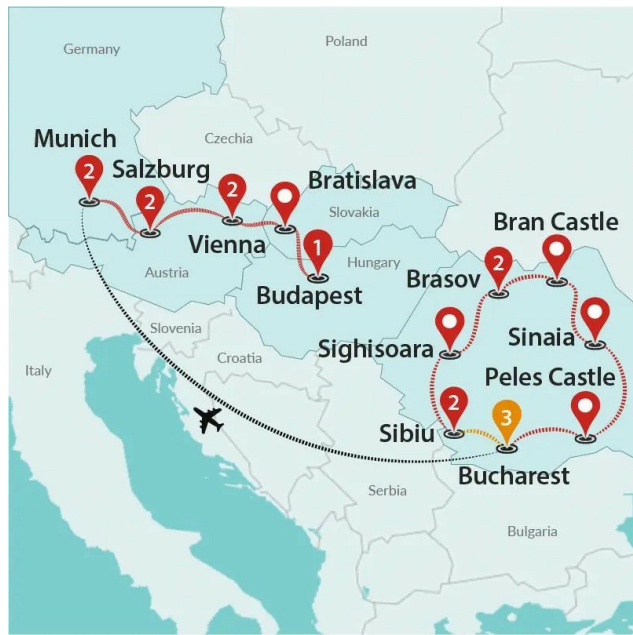 Germany
Poland
Munich
2
Salzburg
2
Czechia
2
Vienna
Bratislava
Slovakia
Austria
1
Budapest
Hungary
Bran Castle
Brasov
2
Sinaia
Sighisoara
Peles Castle
Slovenia
Croatia
Italy
Sibiu
2
3
Bucharest
Serbia
Bulgaria